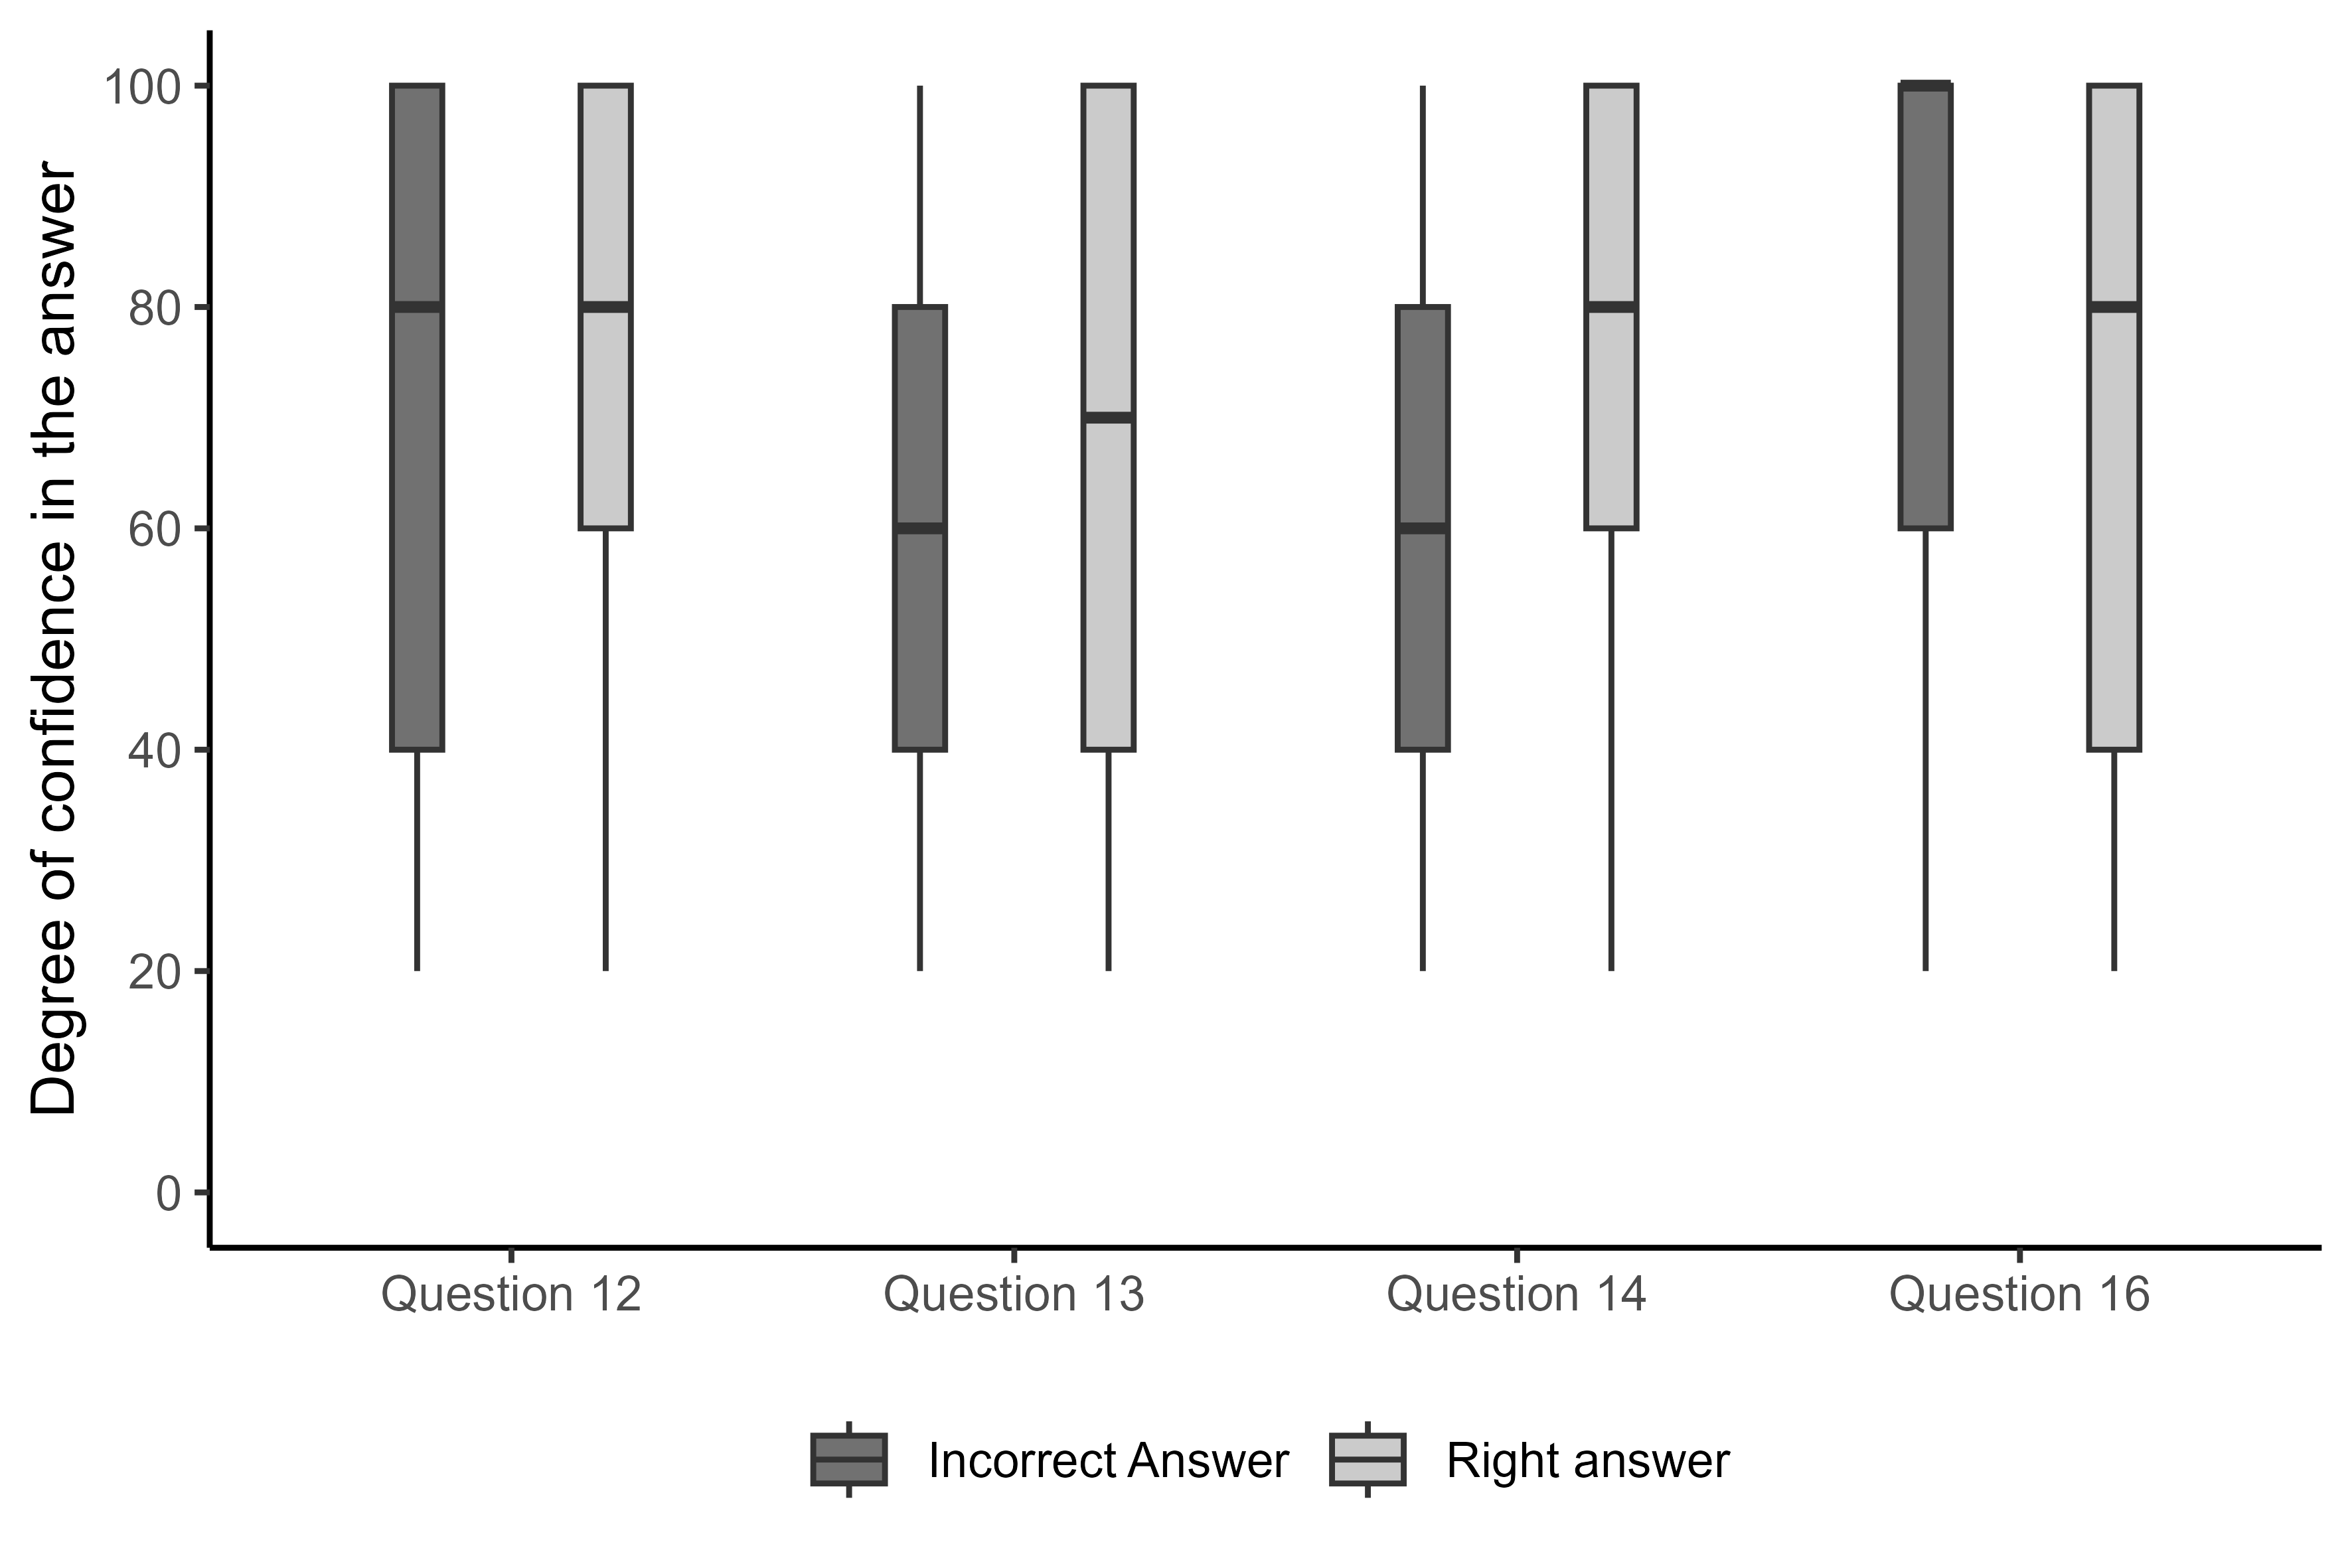 Degree of confidence in the answer
100
80
60
40
20
0
Question 12
Question 13
Question 14
Question 16
Incorrect Answer
Right answer